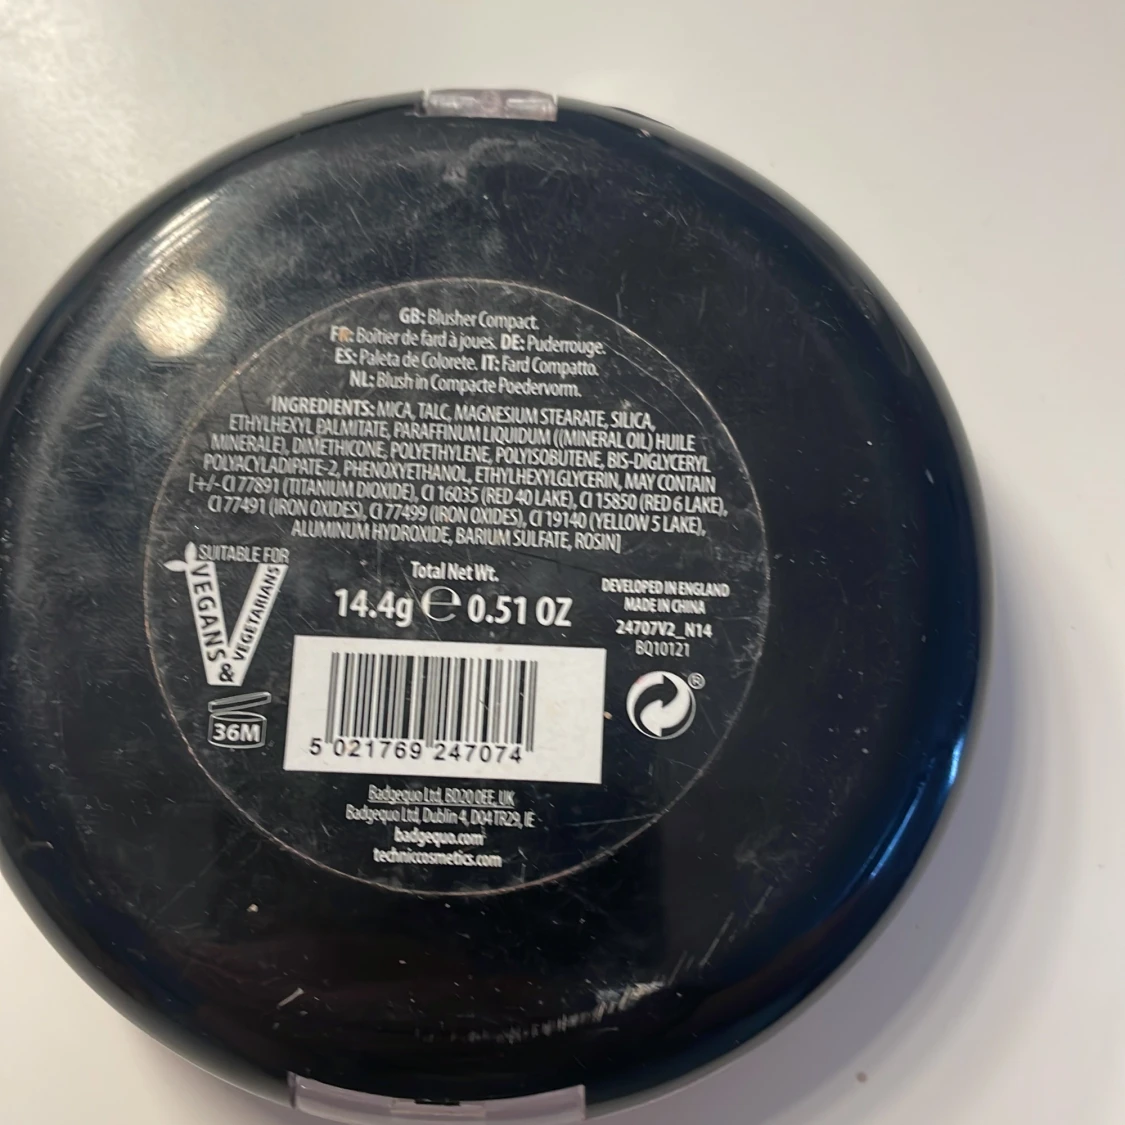 GB: Blusher Compact.
FR: Boîtier de fard à joues. DE: Puderrouge.
ES: Paleta de Colorete. IT: Fard Compatto.
NL: Blush in Compacte Poedervorm.
INGREDIENTS: MICA, TALC, MAGNESIUM STEARATE, SILICA,
ETHYLHEXYL PALMITATE, PARAFFINUM LIQUIDUM ((MINERAL OIL) HUILE
MINERALE), DIMETHICONE, POLYETHYLENE, POLYISOBUTENE, BIS-DIGLYCERYL
POLYACYLADIPATE-2, PHENOXYETHANOL, ETHYLHEXYLGLYCERIN, MAY CONTAIN
[+/- CI 77891 (TITANIUM DIOXIDE), CI 16035 (RED 40 LAKE), CI 15850 (RED 6 LAKE),
CI 77491 (IRON OXIDES), CI 77499 (IRON OXIDES), CI 19140 (YELLOW 5 LAKE),
ALUMINUM HYDROXIDE, BARIUM SULFATE, ROSIN]
SUITABLE FOR
VEGANS
&
VEGETARIANS
36M
Total Net Wt.
14.4g ℮ 0.51 OZ
DEVELOPED IN ENGLAND
MADE IN CHINA
24707V2_N14
BQ10121
®
5 021769 247074
Badgequo Ltd, BD20 0EE, UK
Badgequo Ltd, Dublin 4, D04 TR29, IE
badgequo.com
techniccosmetics.com